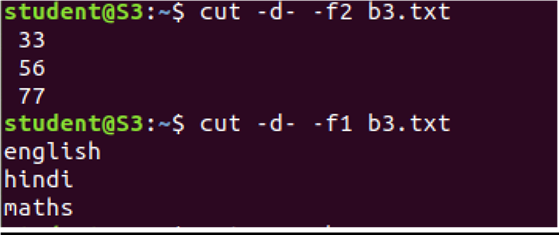 student@S3:~$ cut -d- -f2 b3.txt
 33
 56
 77
student@S3:~$ cut -d- -f1 b3.txt
english
hindi
maths